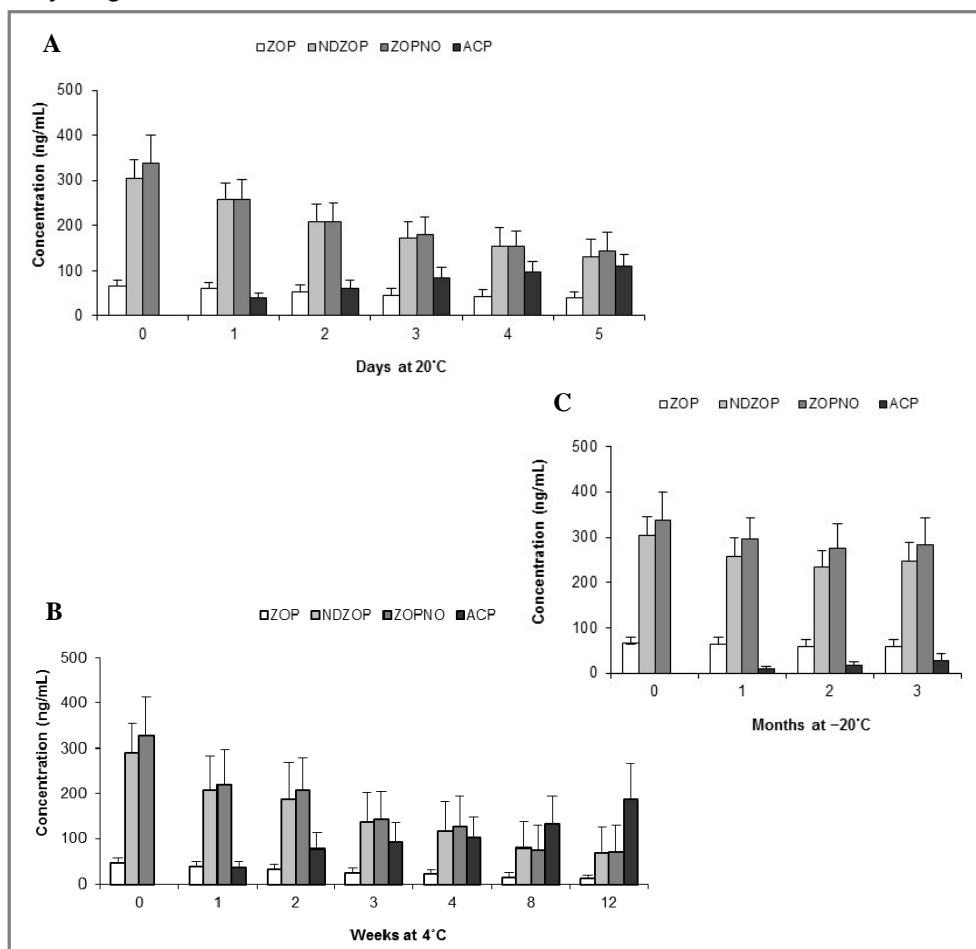 A
ZOP NDZOP ZOPNO ACP
500
400
300
200
100
0
Concentration (ng/mL)
0 1 2 3 4 5
Days at 20˚C
C
ZOP NDZOP ZOPNO ACP
500
400
300
200
100
0
Concentration (ng/mL)
0 1 2 3
Months at –20˚C
B
ZOP NDZOP ZOPNO ACP
500
400
300
200
100
0
Concentration (ng/mL)
0 1 2 3 4 8 12
Weeks at 4˚C